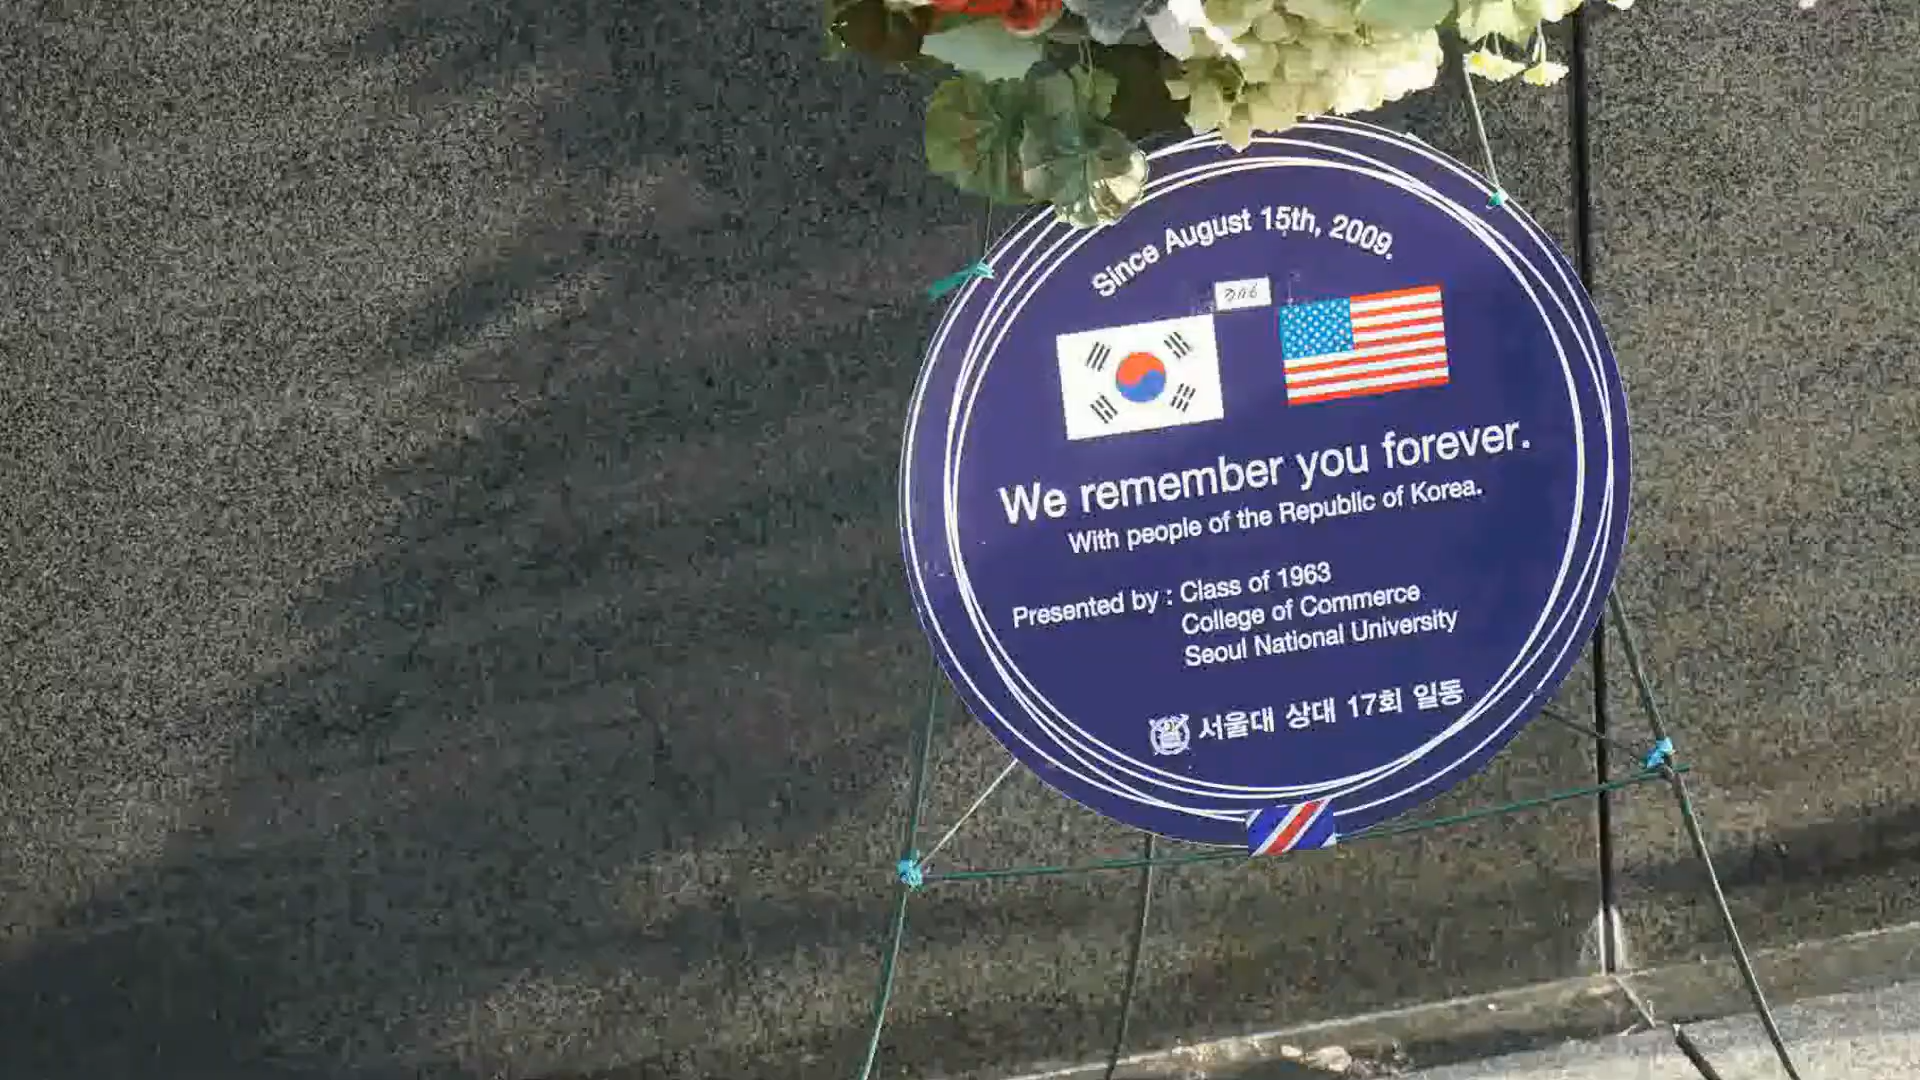 Since August 15th, 2009.
We remember you forever.
With people of the Republic of Korea.
Presented by : Class of 1963
College of Commerce
Seoul National University
서울대 상대 17회 일동